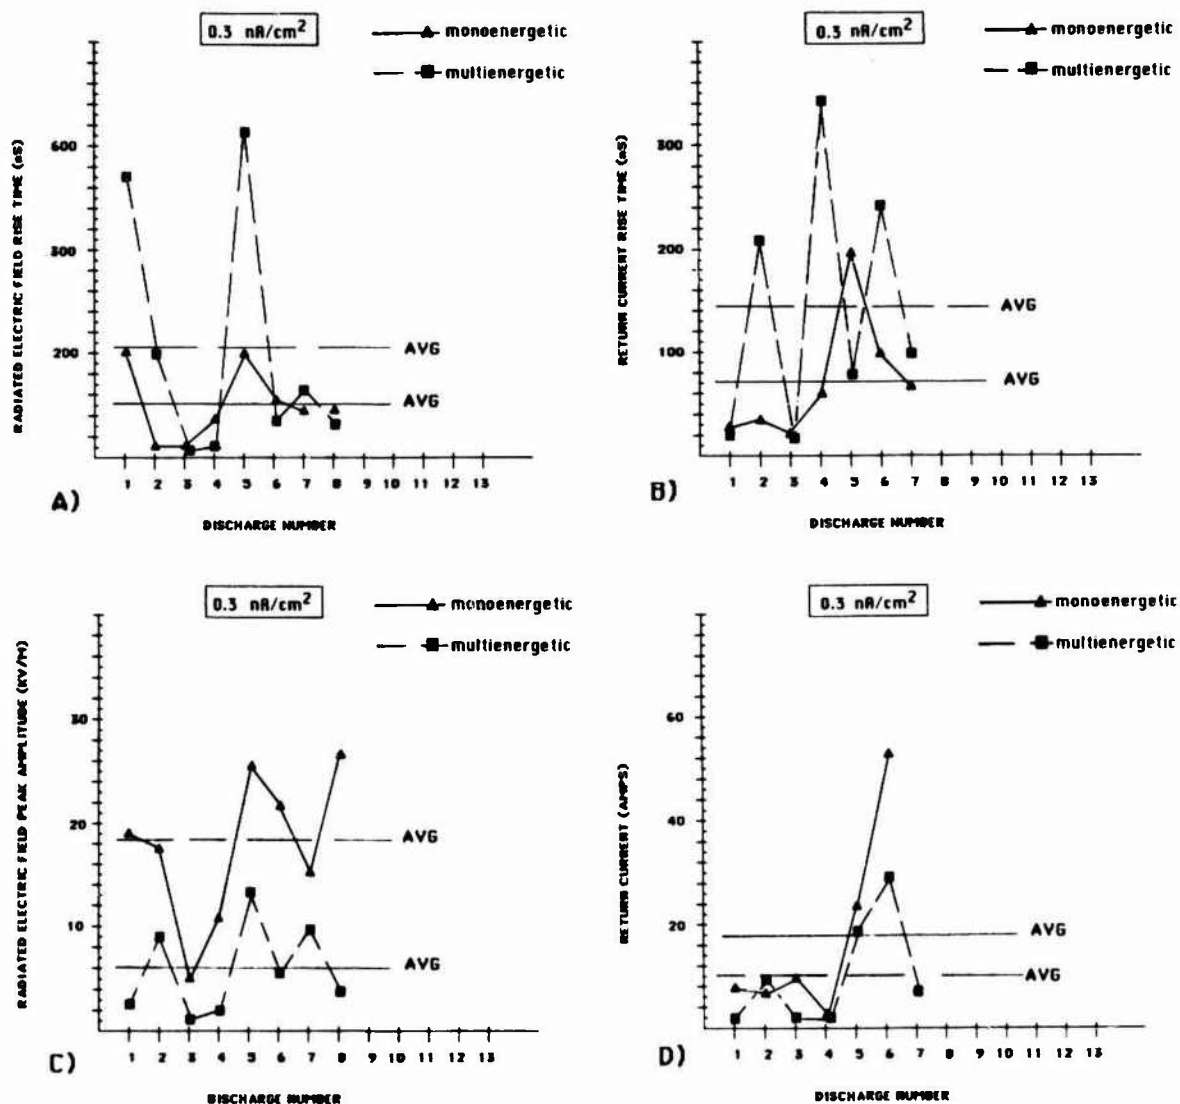 0.3 nA/cm²
monoenergetic
multienergetic
RADIATED ELECTRIC FIELD RISE TIME (nS)
600
300
200
AVG
AVG
1 2 3 4 5 6 7 8 9 10 11 12 13
A)
DISCHARGE NUMBER
0.3 nA/cm²
monoenergetic
multienergetic
RETURN CURRENT RISE TIME (nS)
300
200
100
AVG
AVG
1 2 3 4 5 6 7 8 9 10 11 12 13
B)
DISCHARGE NUMBER
0.3 nA/cm²
monoenergetic
multienergetic
RADIATED ELECTRIC FIELD PEAK AMPLITUDE (KV/M)
30
20
10
AVG
AVG
1 2 3 4 5 6 7 8 9 10 11 12 13
C)
DISCHARGE NUMBER
0.3 nA/cm²
monoenergetic
multienergetic
RETURN CURRENT (AMPS)
60
40
20
AVG
AVG
1 2 3 4 5 6 7 8 9 10 11 12 13
D)
DISCHARGE NUMBER